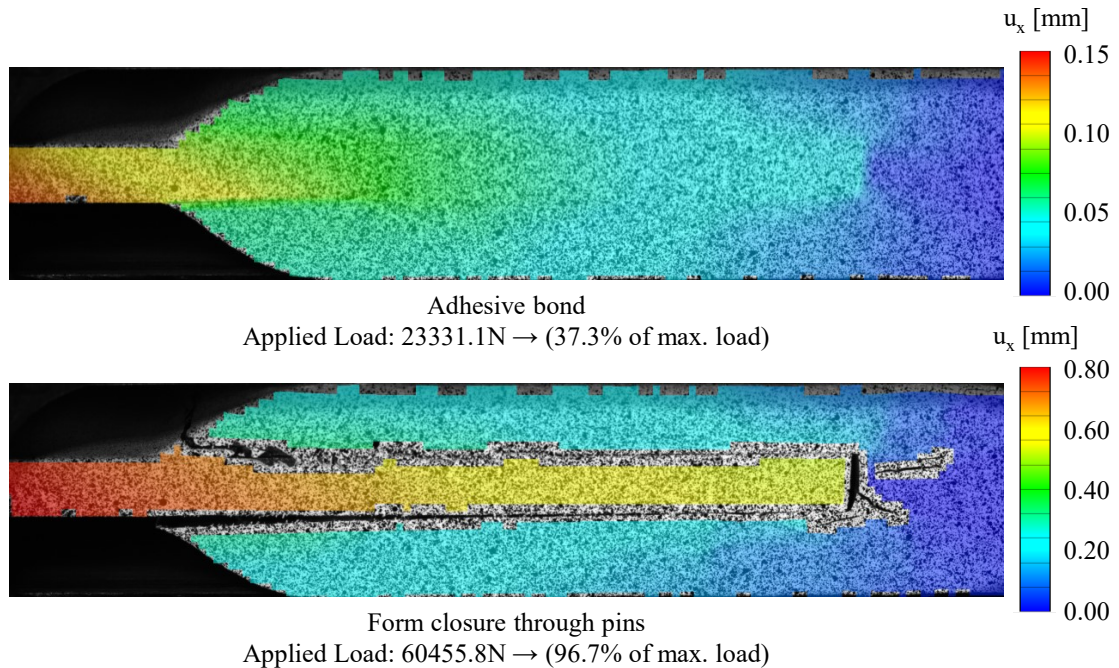 uₓ [mm]
0.15
0.10
0.05
0.00
Adhesive bond
Applied Load: 23331.1N → (37.3% of max. load)
uₓ [mm]
0.80
0.60
0.40
0.20
0.00
Form closure through pins
Applied Load: 60455.8N → (96.7% of max. load)